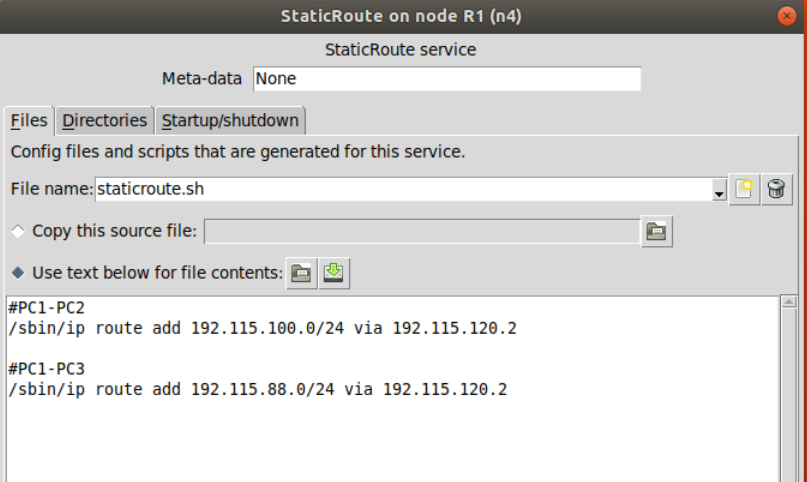 StaticRoute on node R1 (n4)
StaticRoute service
Meta-data None
Files Directories Startup/shutdown
Config files and scripts that are generated for this service.
File name: staticroute.sh
Copy this source file:
Use text below for file contents:
#PC1-PC2
/sbin/ip route add 192.115.100.0/24 via 192.115.120.2
#PC1-PC3
/sbin/ip route add 192.115.88.0/24 via 192.115.120.2